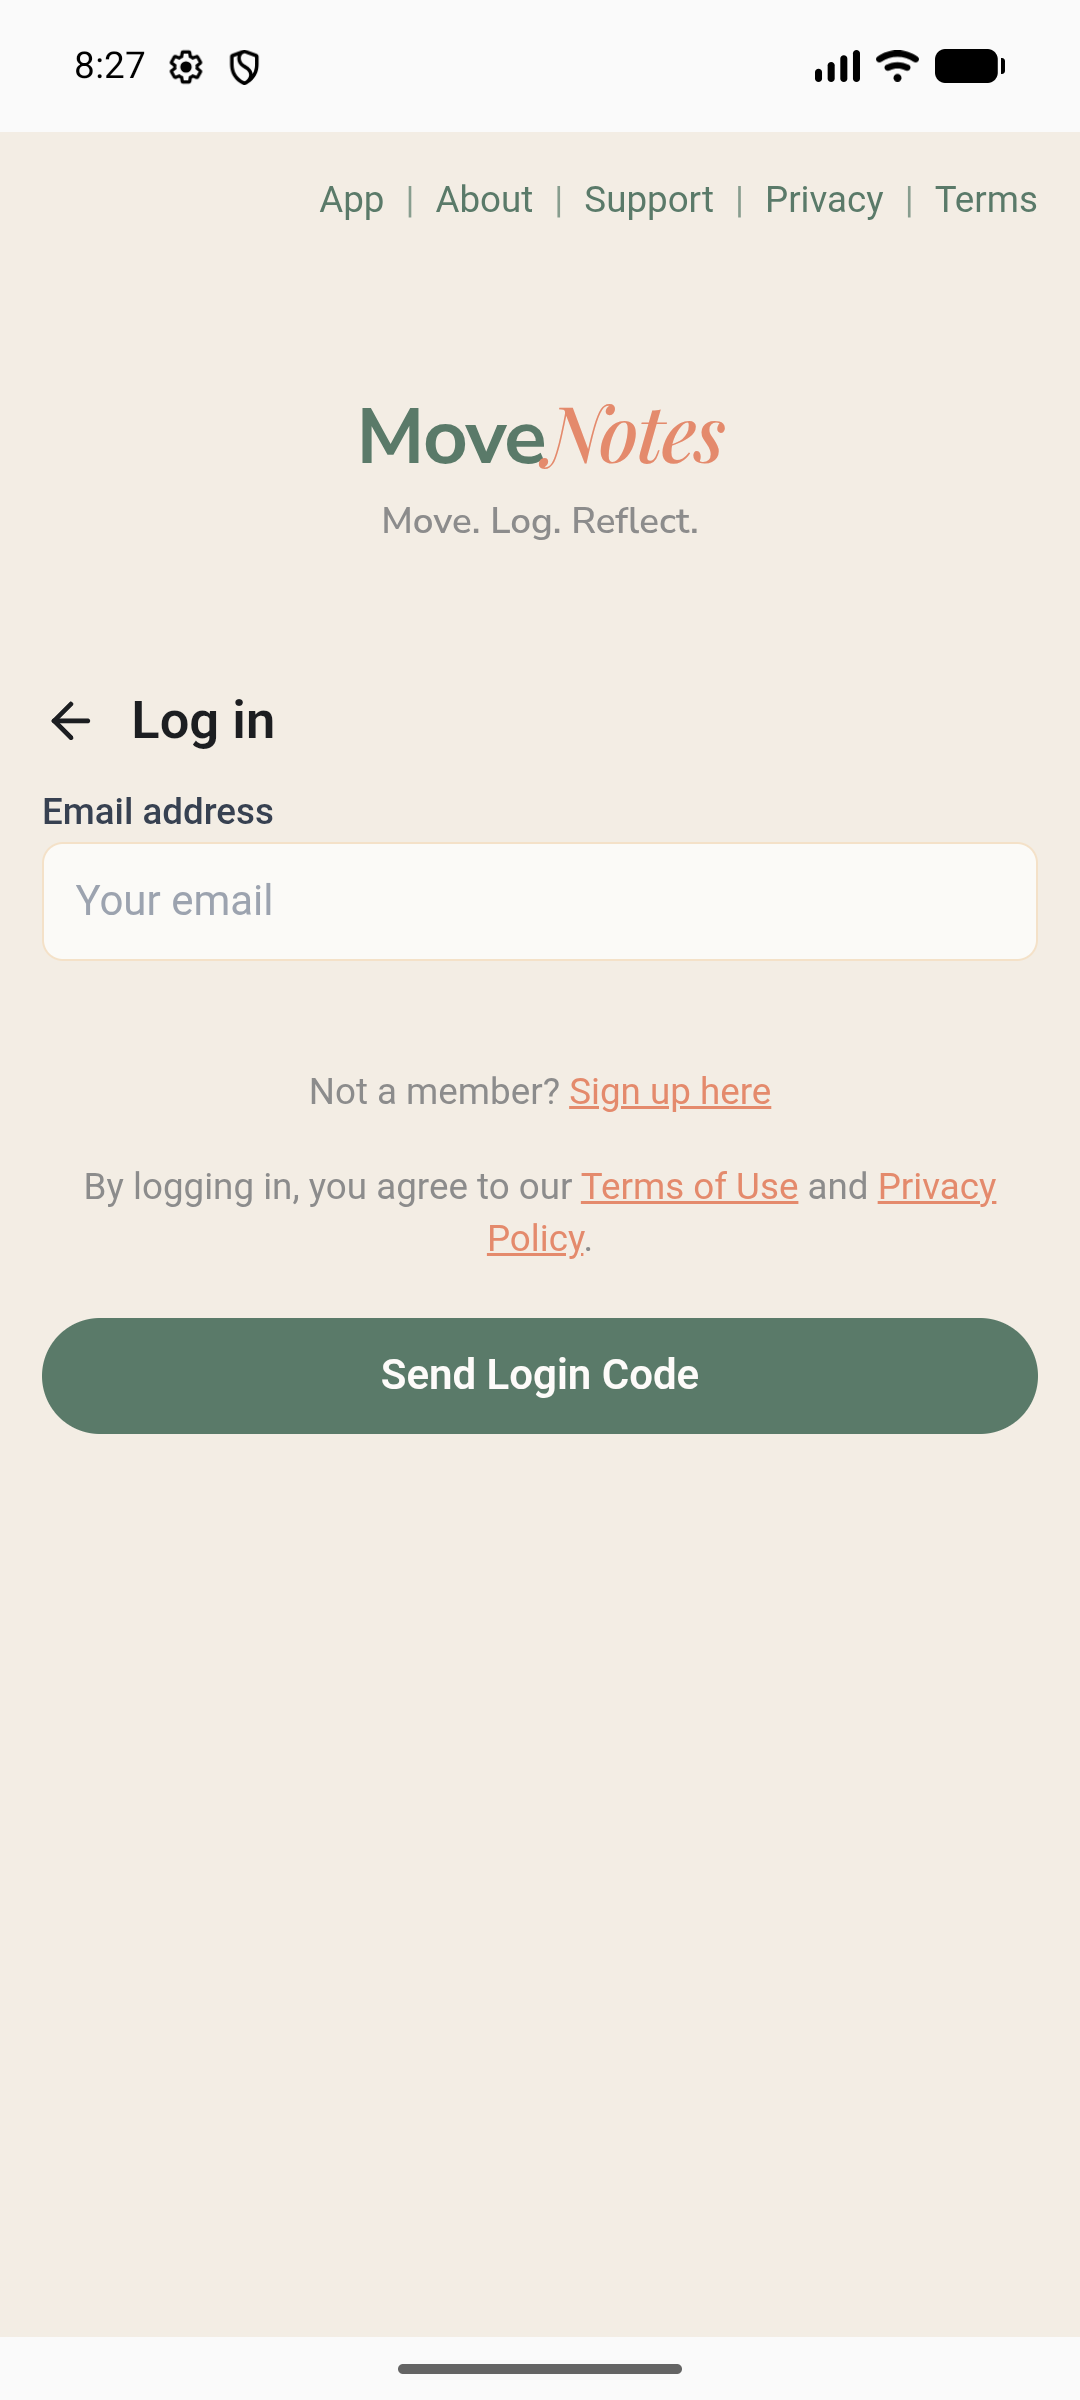 8:27
App | About | Support | Privacy | Terms
MoveNotes
Move. Log. Reflect.
Log in
Email address
Your email
Not a member? Sign up here
By logging in, you agree to our Terms of Use and Privacy
Policy.
Send Login Code